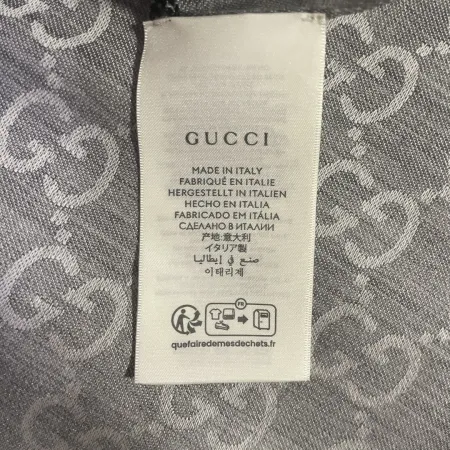 GUCCI
MADE IN ITALY
FABRIQUÉ EN ITALIE
HERGESTELLT IN ITALIEN
HECHO EN ITALIA
FABRICADO EM ITÁLIA
СДЕЛАНО В ИТАЛИИ
产地:意大利
イタリア製
صنع في إيطاليا
이태리제
FR
quefairedemesdechets.fr